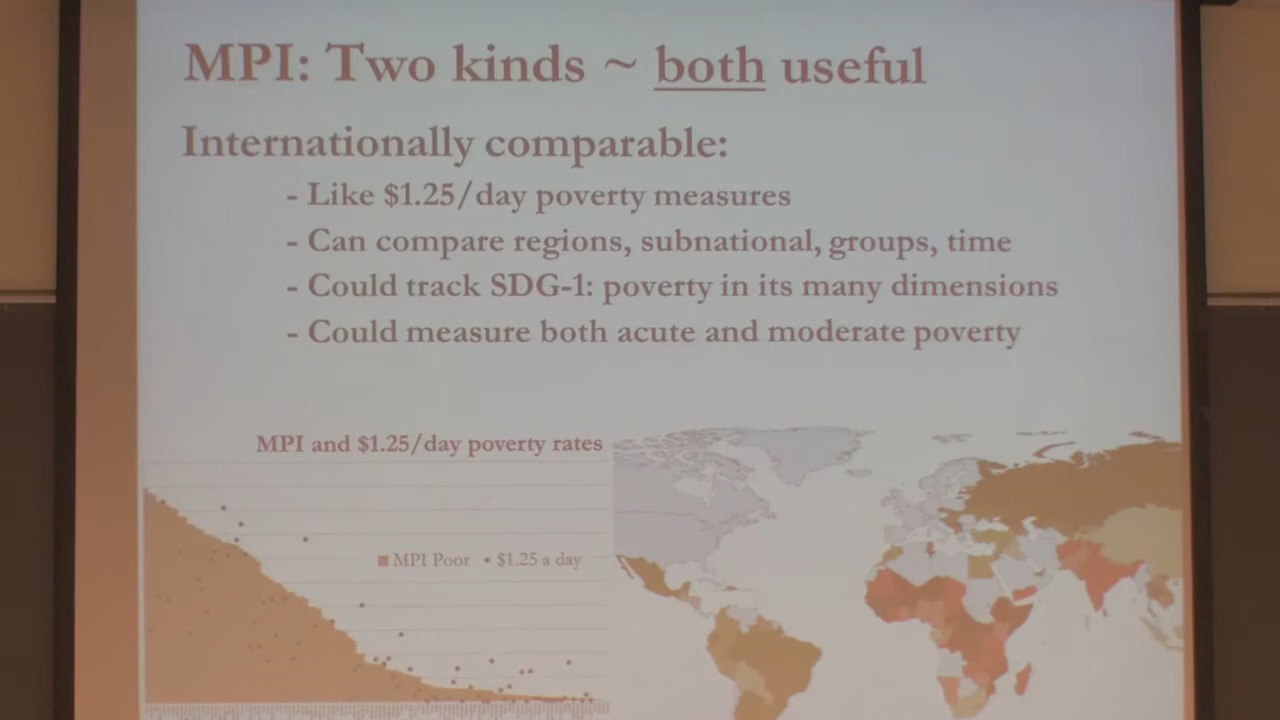 MPI: Two kinds ~ both useful
Internationally comparable:
- Like $1.25/day poverty measures
- Can compare regions, subnational, groups, time
- Could track SDG-1: poverty in its many dimensions
- Could measure both acute and moderate poverty
MPI and $1.25/day poverty rates
MPI Poor • $1.25 a day